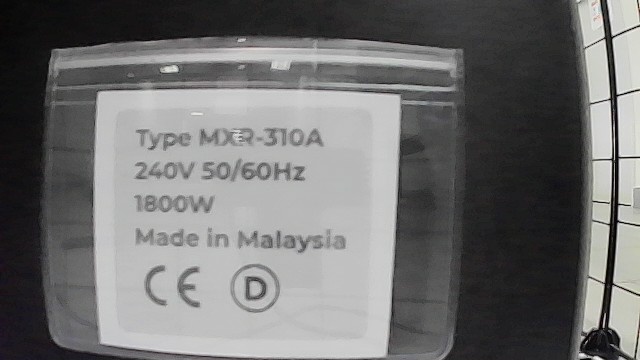 Type MXR-310A
240V 50/60Hz
1800W
Made in Malaysia
CE D